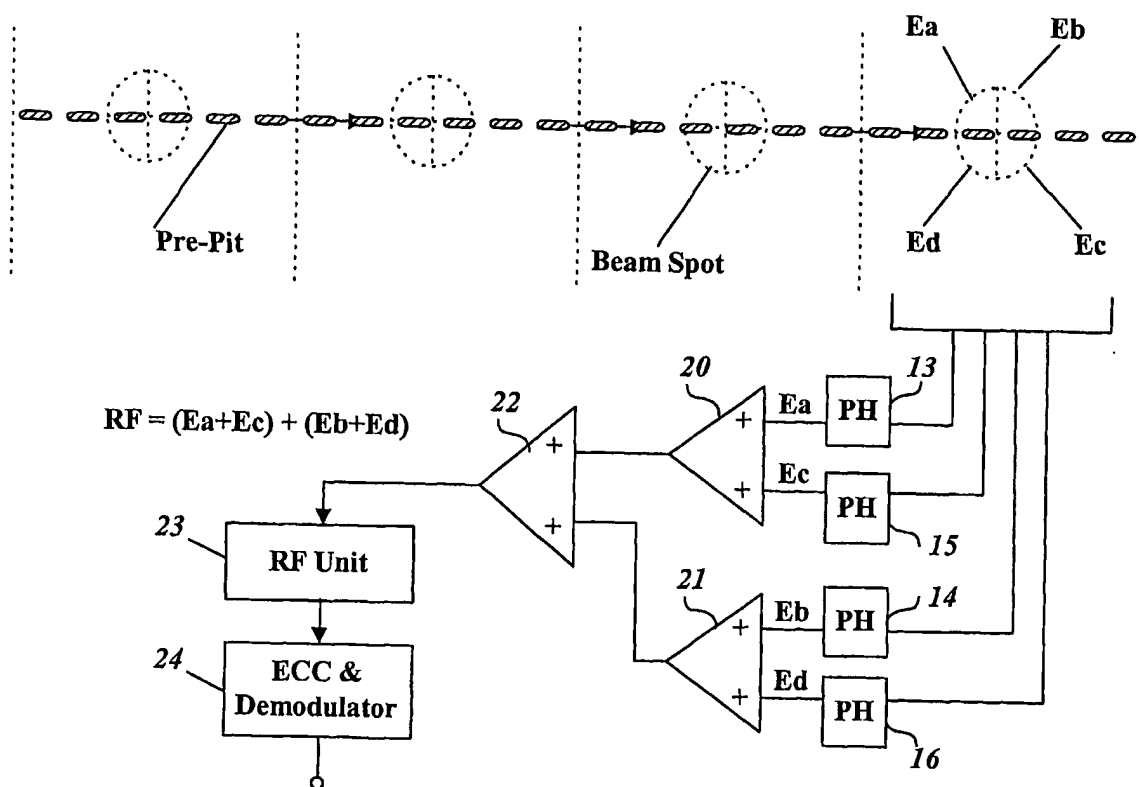 Ea Eb
Pre-Pit
Beam Spot
Ed Ec
RF = (Ea+Ec) + (Eb+Ed)
22
20
Ea
PH
13
+
+
+
+
Ec
PH
15
23
RF Unit
21
Eb
PH
14
+
+
Ed
PH
16
24
ECC &
Demodulator